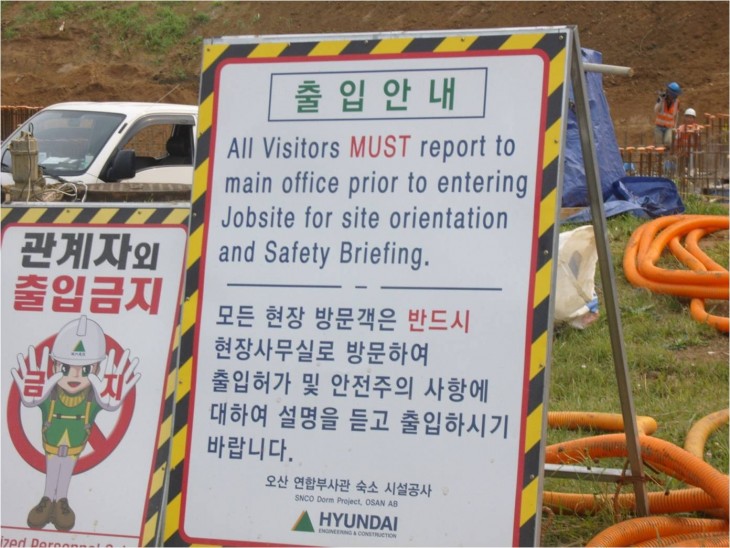 관계자외
출입금지
금 지
ized Personnel
출입안내
All Visitors MUST report to
main office prior to entering
Jobsite for site orientation
and Safety Briefing.
모든 현장 방문객은 반드시
현장사무실로 방문하여
출입허가 및 안전주의 사항에
대하여 설명을 듣고 출입하시기
바랍니다.
오산 연합부사관 숙소 시설공사
SNCO Dorm Project, OSAN AB
HYUNDAI
ENGINEERING & CONSTRUCTION